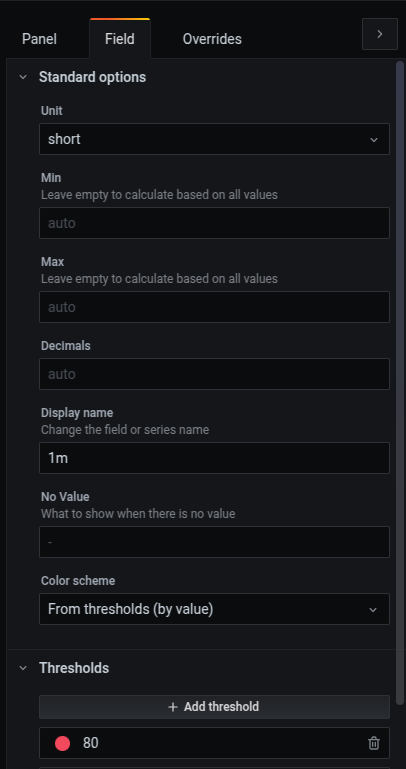 Panel Field Overrides
Standard options
Unit
short
Min
Leave empty to calculate based on all values
auto
Max
Leave empty to calculate based on all values
auto
Decimals
auto
Display name
Change the field or series name
1m
No Value
What to show when there is no value
-
Color scheme
From thresholds (by value)
Thresholds
+ Add threshold
80